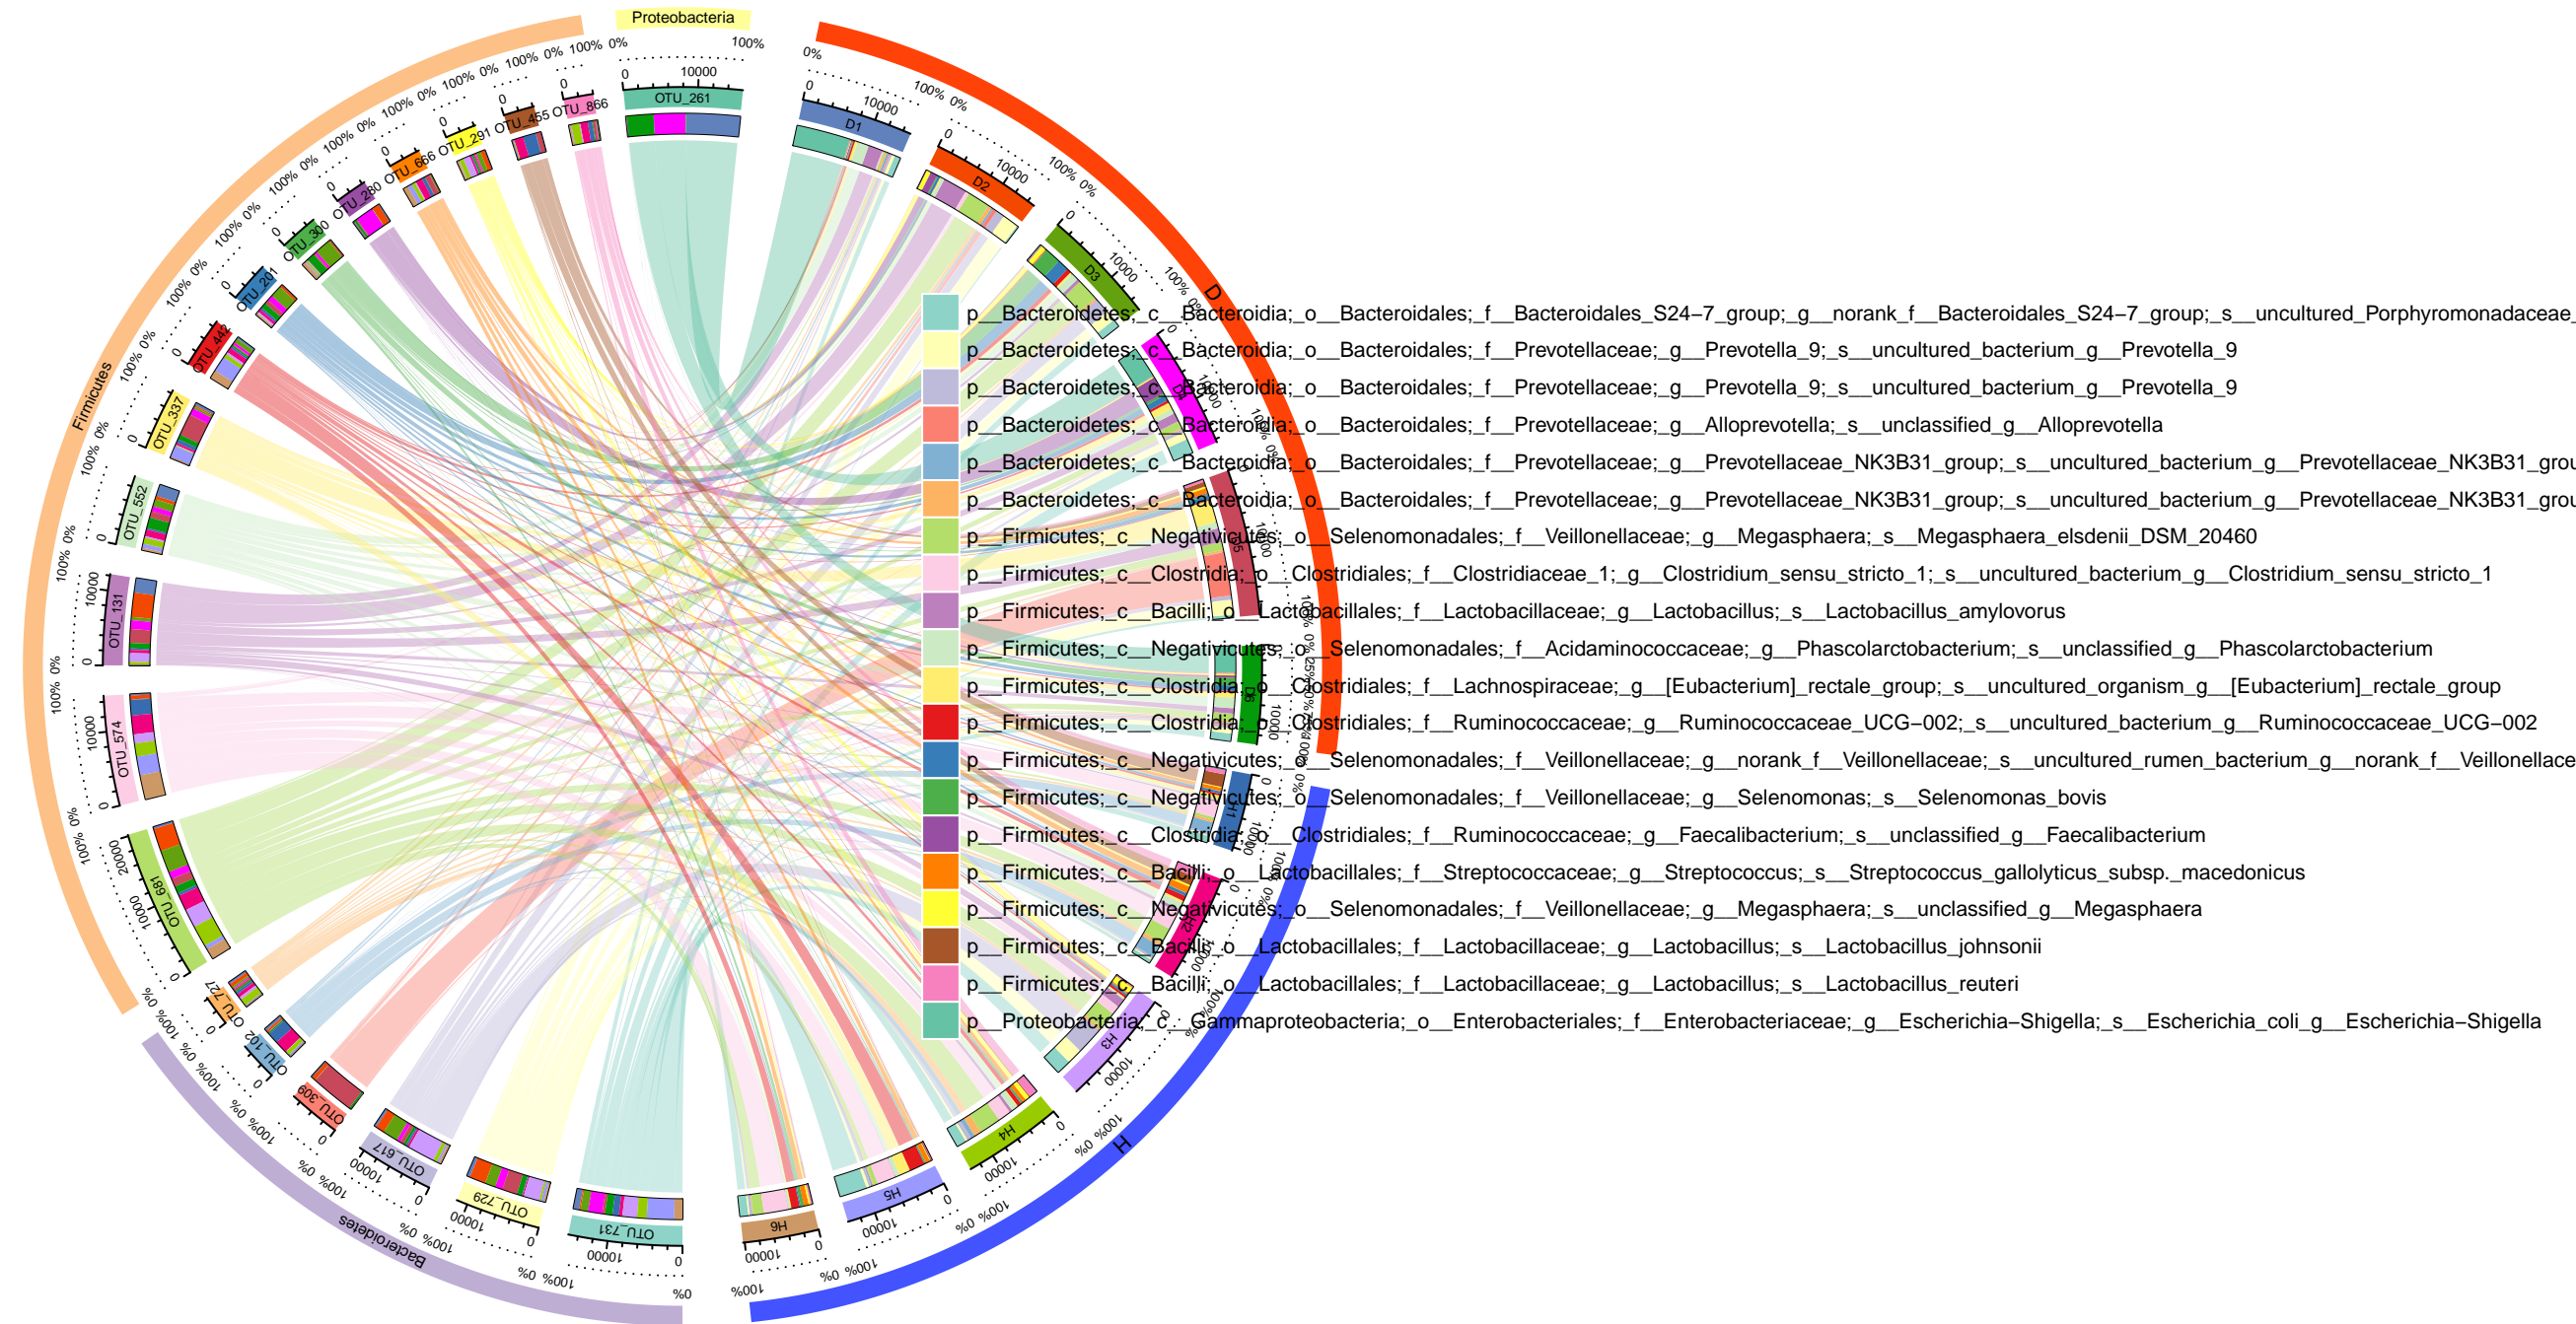 Proteobacteria
Firmicutes
Bacteroidetes
D
H
OTU_261
OTU_866
OTU_455
OTU_291
OTU_666
OTU_280
OTU_300
OTU_201
OTU_442
OTU_337
OTU_552
OTU_131
OTU_574
OTU_681
OTU_727
OTU_102
OTU_309
OTU_617
OTU_729
OTU_731
D1
D2
D3
D4
D5
D6
H1
H2
H3
H4
H5
H6
p__Bacteroidetes;_c__Bacteroidia;_o__Bacteroidales;_f__Bacteroidales_S24−7_group;_g__norank_f__Bacteroidales_S24−7_group;_s__uncultured_Porphyromonadaceae_
p__Bacteroidetes;_c__Bacteroidia;_o__Bacteroidales;_f__Prevotellaceae;_g__Prevotella_9;_s__uncultured_bacterium_g__Prevotella_9
p__Bacteroidetes;_c__Bacteroidia;_o__Bacteroidales;_f__Prevotellaceae;_g__Prevotella_9;_s__uncultured_bacterium_g__Prevotella_9
p__Bacteroidetes;_c__Bacteroidia;_o__Bacteroidales;_f__Prevotellaceae;_g__Alloprevotella;_s__unclassified_g__Alloprevotella
p__Bacteroidetes;_c__Bacteroidia;_o__Bacteroidales;_f__Prevotellaceae;_g__Prevotellaceae_NK3B31_group;_s__uncultured_bacterium_g__Prevotellaceae_NK3B31_grou
p__Bacteroidetes;_c__Bacteroidia;_o__Bacteroidales;_f__Prevotellaceae;_g__Prevotellaceae_NK3B31_group;_s__uncultured_bacterium_g__Prevotellaceae_NK3B31_grou
p__Firmicutes;_c__Negativicutes;_o__Selenomonadales;_f__Veillonellaceae;_g__Megasphaera;_s__Megasphaera_elsdenii_DSM_20460
p__Firmicutes;_c__Clostridia;_o__Clostridiales;_f__Clostridiaceae_1;_g__Clostridium_sensu_stricto_1;_s__uncultured_bacterium_g__Clostridium_sensu_stricto_1
p__Firmicutes;_c__Bacilli;_o__Lactobacillales;_f__Lactobacillaceae;_g__Lactobacillus;_s__Lactobacillus_amylovorus
p__Firmicutes;_c__Negativicutes;_o__Selenomonadales;_f__Acidaminococcaceae;_g__Phascolarctobacterium;_s__unclassified_g__Phascolarctobacterium
p__Firmicutes;_c__Clostridia;_o__Clostridiales;_f__Lachnospiraceae;_g__[Eubacterium]_rectale_group;_s__uncultured_organism_g__[Eubacterium]_rectale_group
p__Firmicutes;_c__Clostridia;_o__Clostridiales;_f__Ruminococcaceae;_g__Ruminococcaceae_UCG−002;_s__uncultured_bacterium_g__Ruminococcaceae_UCG−002
p__Firmicutes;_c__Negativicutes;_o__Selenomonadales;_f__Veillonellaceae;_g__norank_f__Veillonellaceae;_s__uncultured_rumen_bacterium_g__norank_f__Veillonellace
p__Firmicutes;_c__Negativicutes;_o__Selenomonadales;_f__Veillonellaceae;_g__Selenomonas;_s__Selenomonas_bovis
p__Firmicutes;_c__Clostridia;_o__Clostridiales;_f__Ruminococcaceae;_g__Faecalibacterium;_s__unclassified_g__Faecalibacterium
p__Firmicutes;_c__Bacilli;_o__Lactobacillales;_f__Streptococcaceae;_g__Streptococcus;_s__Streptococcus_gallolyticus_subsp._macedonicus
p__Firmicutes;_c__Negativicutes;_o__Selenomonadales;_f__Veillonellaceae;_g__Megasphaera;_s__unclassified_g__Megasphaera
p__Firmicutes;_c__Bacilli;_o__Lactobacillales;_f__Lactobacillaceae;_g__Lactobacillus;_s__Lactobacillus_johnsonii
p__Firmicutes;_c__Bacilli;_o__Lactobacillales;_f__Lactobacillaceae;_g__Lactobacillus;_s__Lactobacillus_reuteri
p__Proteobacteria;_c__Gammaproteobacteria;_o__Enterobacteriales;_f__Enterobacteriaceae;_g__Escherichia−Shigella;_s__Escherichia_coli_g__Escherichia−Shigella